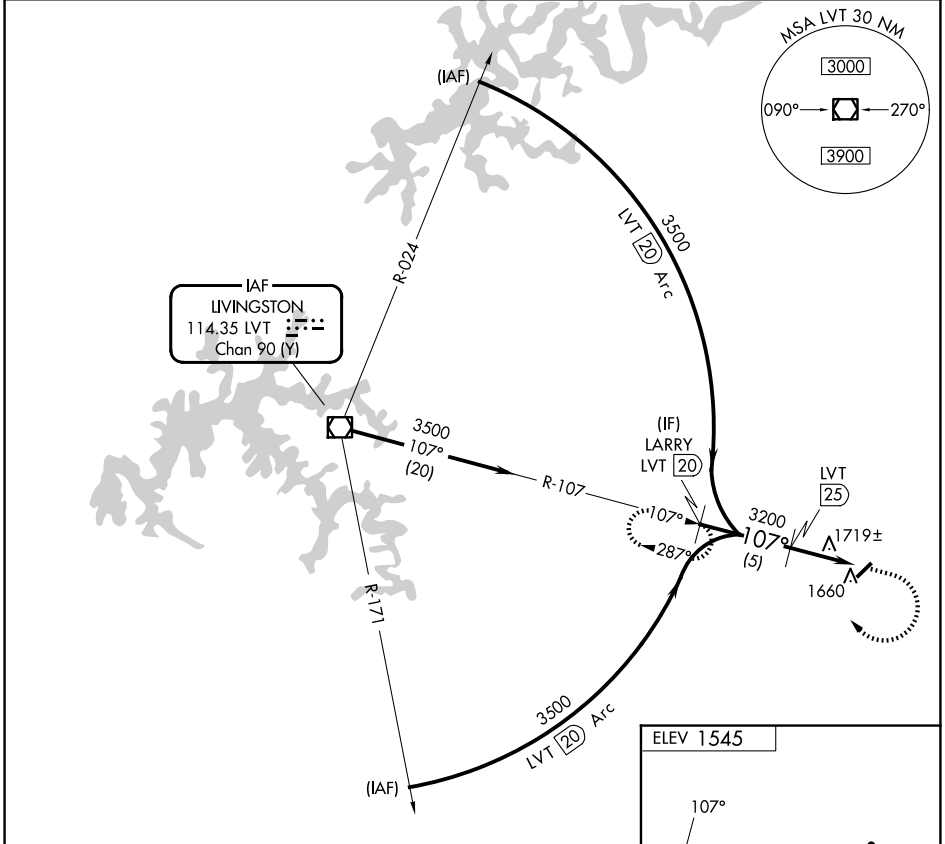 MSA LVT 30 NM
3000
090°
270°
3900
(IAF)
LVT 20 Arc
3500
R-024
IAF
LIVINGSTON
114.35 LVT
Chan 90 (Y)
3500
107°
(20)
R-107
(IF)
LARRY
LVT 20
LVT
25
107°
287°
3200
107°
(5)
1719±
1660
R-171
3500
LVT 20 Arc
(IAF)
ELEV 1545
107°